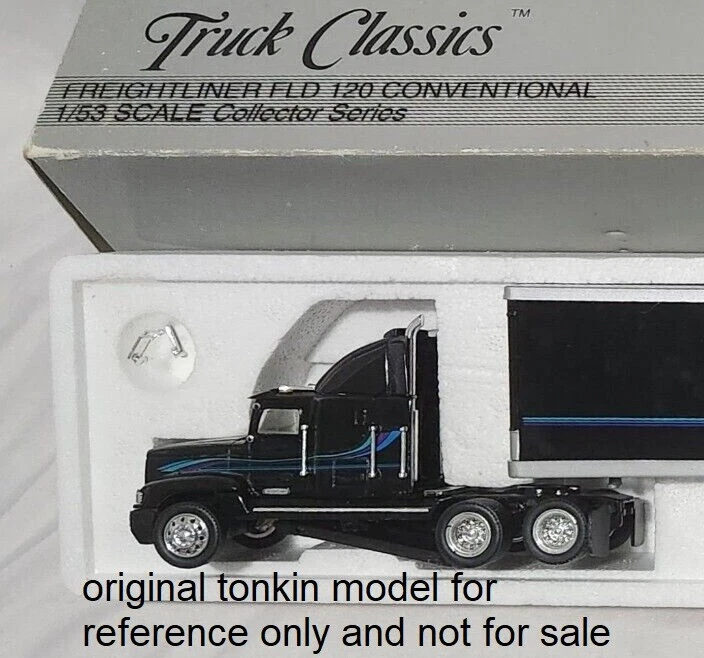 Truck Classics™
FREIGHTLINER FLD 120 CONVENTIONAL
1/53 SCALE Collector Series
original tonkin model for
reference only and not for sale